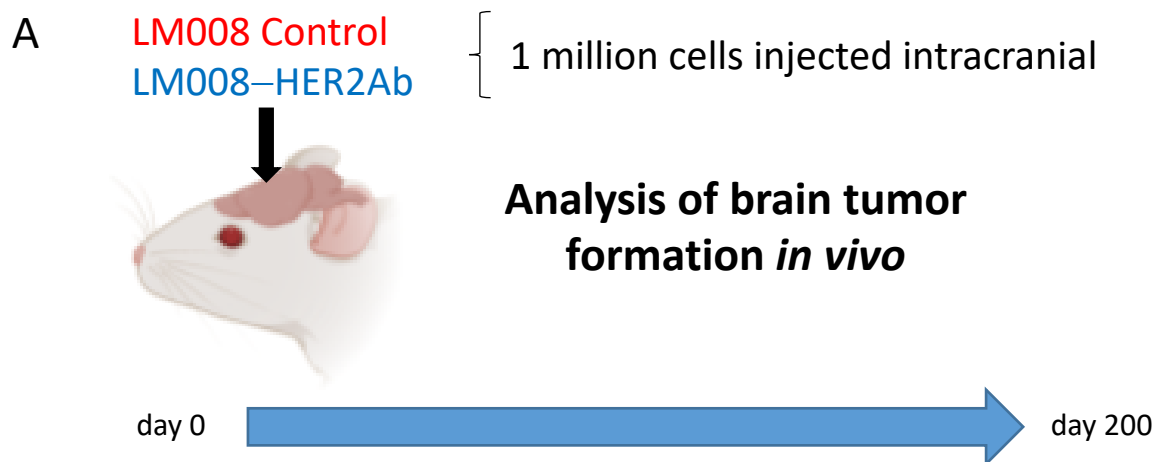 A
LM008 Control
LM008–HER2Ab
1 million cells injected intracranial
Analysis of brain tumor
formation in vivo
day 0
day 200